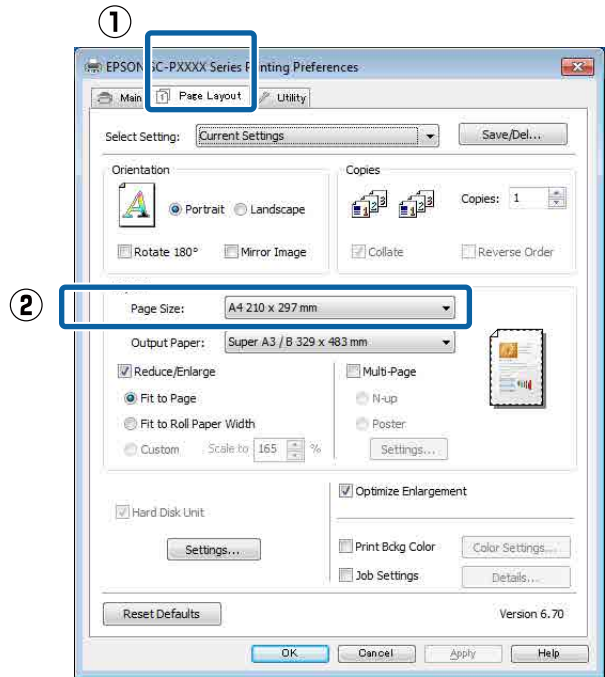 ①
EPSON SC-PXXXX Series Printing Preferences
Main Page Layout Utility
Select Setting: Current Settings Save/Del...
Orientation Copies
Portrait Landscape Copies: 1
Rotate 180° Mirror Image Collate Reverse Order
②
Page Size: A4 210 x 297 mm
Output Paper: Super A3 / B 329 x 483 mm
Reduce/Enlarge Multi-Page
Fit to Page N-up
Fit to Roll Paper Width Poster
Custom Scale to 165 % Settings...
Optimize Enlargement
Hard Disk Unit
Settings... Print Bckg Color Color Settings...
Job Settings Details...
Reset Defaults Version 6.70
OK Cancel Apply Help